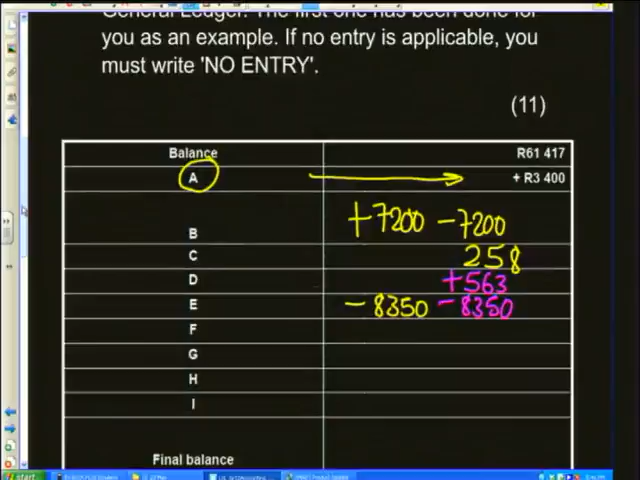 General Ledger. The first one has been done for
you as an example. If no entry is applicable, you
must write 'NO ENTRY'.
(11)
Balance R61 417
A + R3 400
B +7200 -7200
C 258
D +563
E -8350 -8350
F
G
H
I
Final balance
start